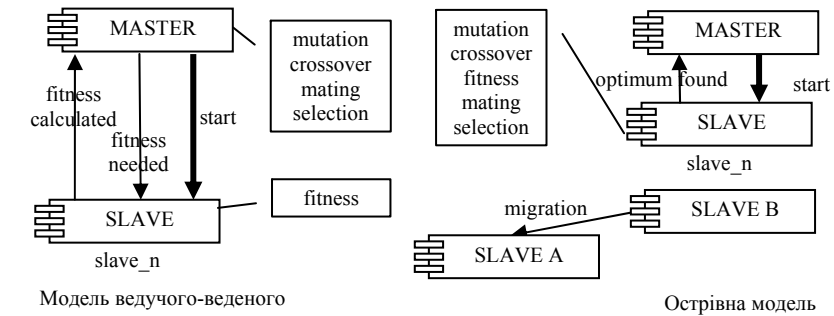 MASTER
mutation
crossover
mating
selection
fitness
calculated
fitness
needed
start
SLAVE
fitness
slave_n
Модель ведучого-веденого
mutation
crossover
fitness
mating
selection
MASTER
optimum found
start
SLAVE
slave_n
migration
SLAVE B
SLAVE A
Острівна модель